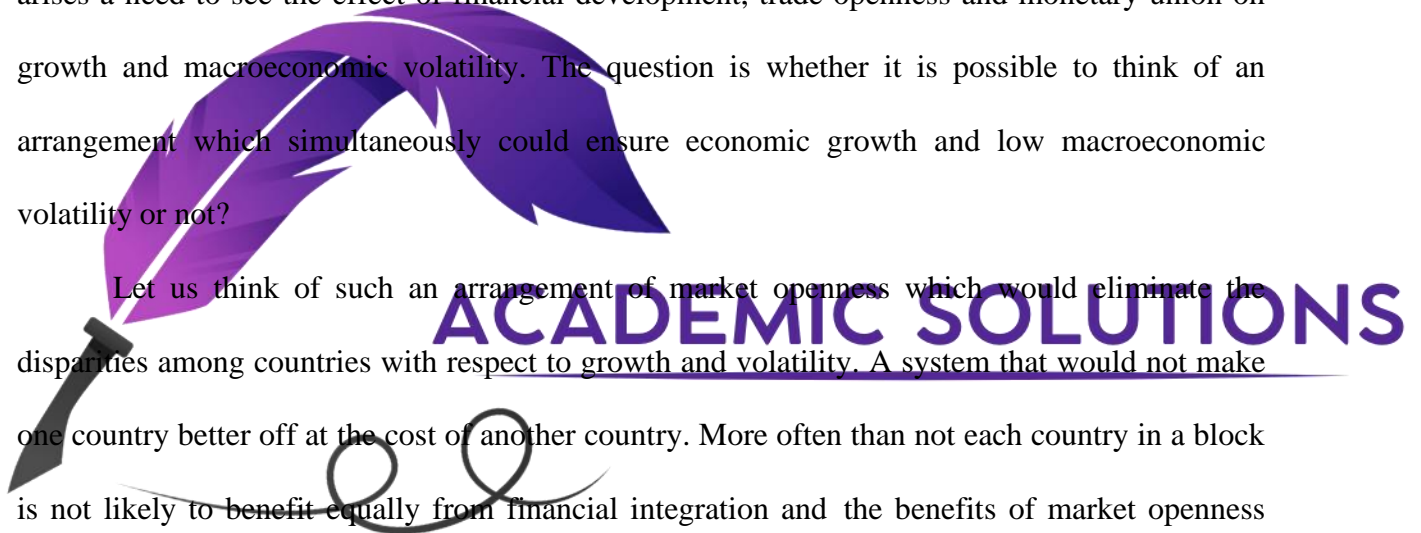 arises a need to see the effect of financial development, trade openness and monetary union on
growth and macroeconomic volatility. The question is whether it is possible to think of an
arrangement which simultaneously could ensure economic growth and low macroeconomic
volatility or not?
Let us think of such an arrangement of market openness which would eliminate the
ACADEMIC SOLUTIONS
disparities among countries with respect to growth and volatility. A system that would not make
one country better off at the cost of another country. More often than not each country in a block
is not likely to benefit equally from financial integration and the benefits of market openness